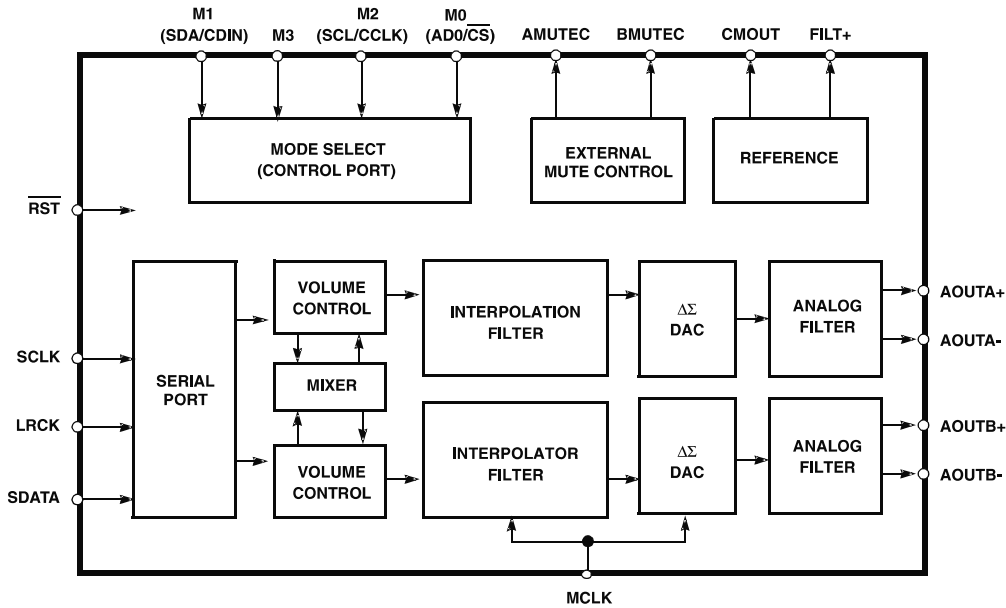 M1
(SDA/CDIN)
M3
M2
(SCL/CCLK)
M0
(AD0/CS)
AMUTEC
BMUTEC
CMOUT
FILT+
MODE SELECT
(CONTROL PORT)
EXTERNAL
MUTE CONTROL
REFERENCE
RST
SERIAL
PORT
VOLUME
CONTROL
INTERPOLATION
FILTER
ΔΣ
DAC
ANALOG
FILTER
AOUTA+
AOUTA-
SCLK
MIXER
LRCK
SDATA
VOLUME
CONTROL
INTERPOLATOR
FILTER
ΔΣ
DAC
ANALOG
FILTER
AOUTB+
AOUTB-
MCLK